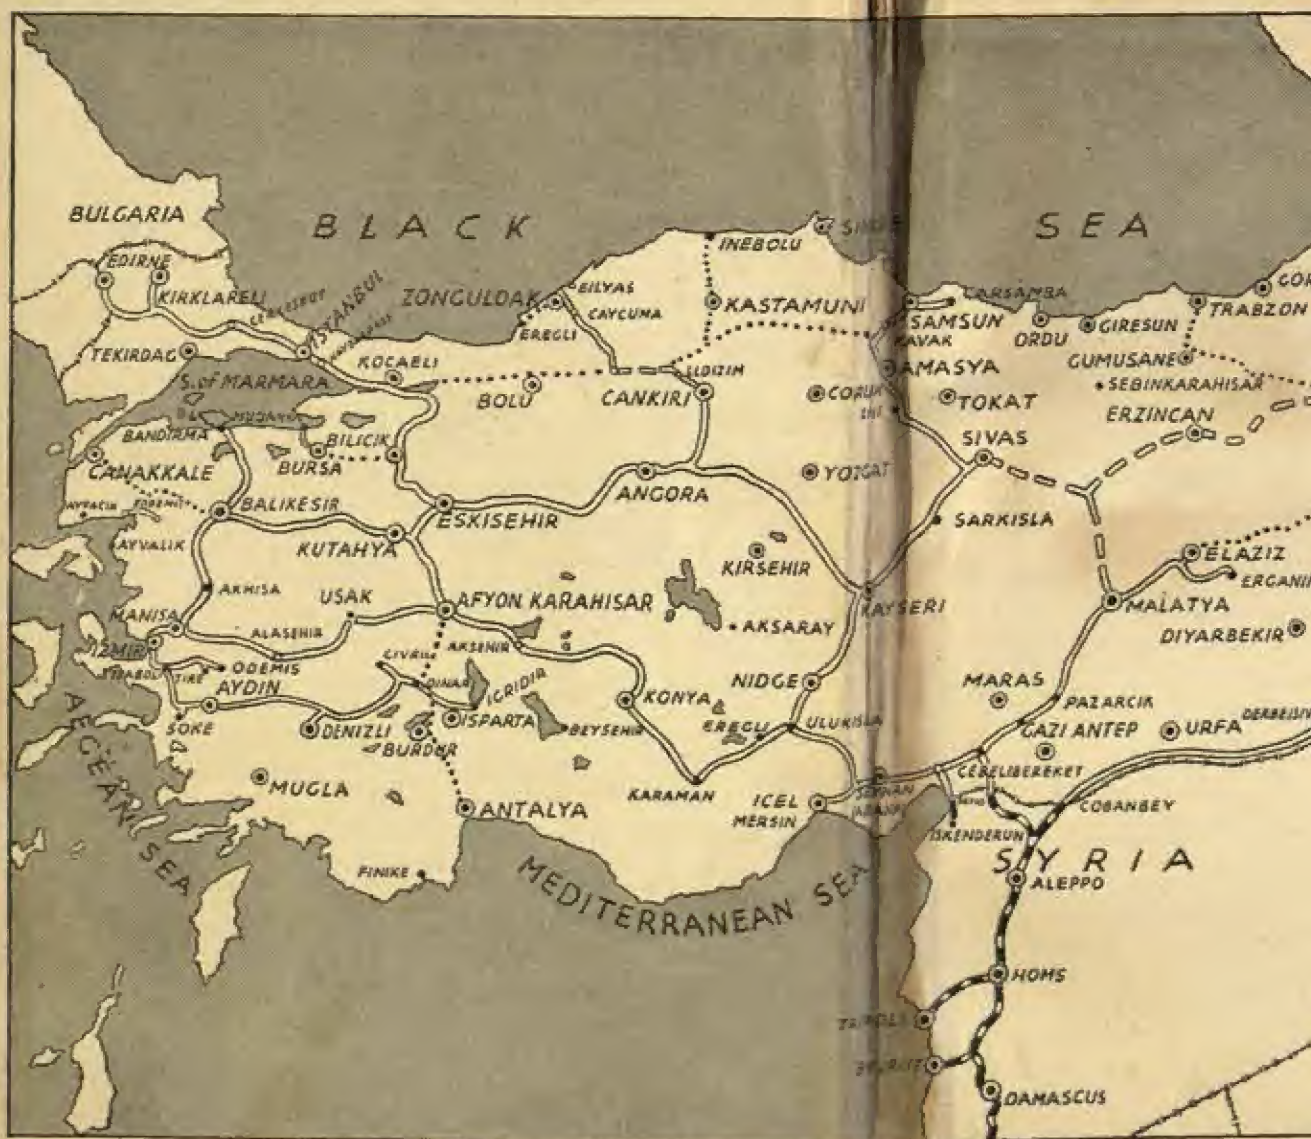 BULGARIA
BLACK SEA
EDIRNE
KIRKLARELI
ISTANBUL
TEKIRDAG
S. of MARMARA
KOCAELI
ZONGULDAK
CAYCUMA
EREGLI
INEBOLU
KASTAMUNI
CARSAMBA
SAMSUN
KAVAK
ORDU
GIRESUN
TRABZON
GUMUSANE
SEBINKARAHISAR
ERZINCAN
AMASYA
TOKAT
SIVAS
BOLU
CANKIRI
YOZGAT
BANDIRMA
BILICIK
BURSA
CANAKKALE
BALIKESIR
ESKISEHIR
ANGORA
SARKISLA
AYVALIK
KUTAHYA
KIRSEHIR
ELAZIZ
AKHISA
USAK
AFYON KARAHISAR
KAYSERI
MALATYA
AKSARAY
DIYARBEKIR
MANISA
ALASEHIR
AKSEHIR
IZMIR
ODEMIS
TIRE
CIVRIL
DINAR
IGRIDIR
AYDIN
KONYA
NIDGE
MARAS
PAZARCIK
SOKE
DENIZLI
ISPARTA
BURDUR
BEYSEHIR
EREGLI
ULUKISLA
GAZI ANTEP
URFA
CEBELIBEREKET
MUGLA
KARAMAN
ICEL
MERSIN
COBANBEY
ANTALYA
ISKENDERUN
AEGEAN SEA
FINIKE
MEDITERRANEAN SEA
SYRIA
ALEPPO
HOMS
DAMASCUS